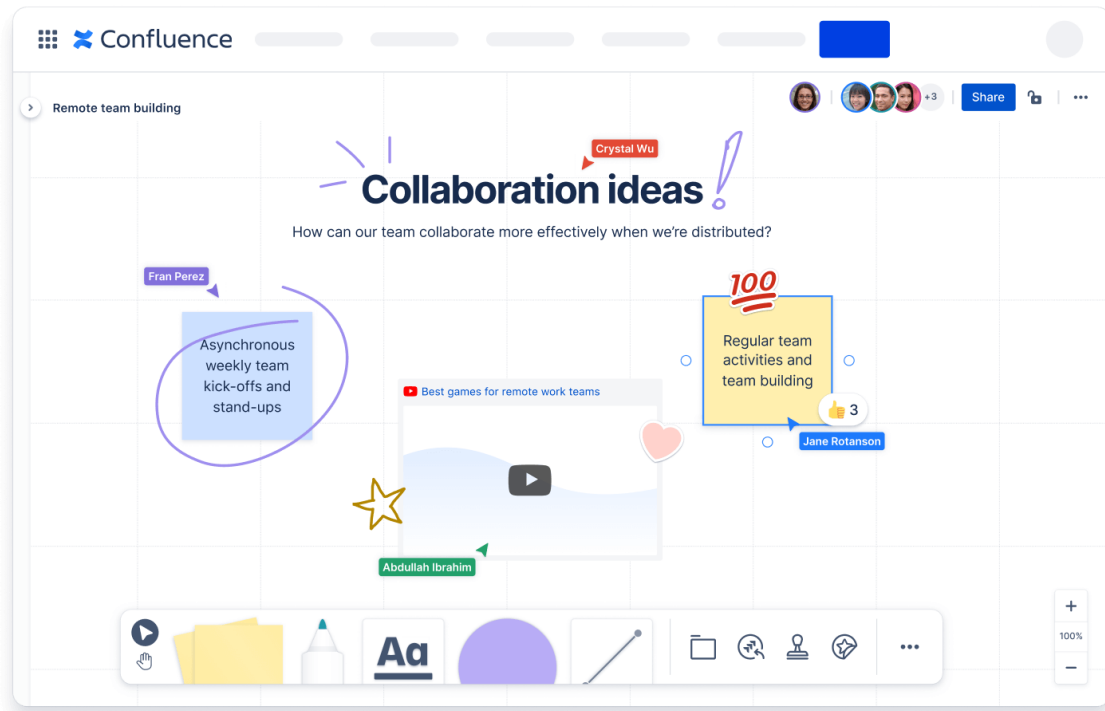 Confluence
Remote team building
+3
Share
Crystal Wu
Collaboration ideas
How can our team collaborate more effectively when we’re distributed?
Fran Perez
Asynchronous
weekly team
kick-offs and
stand-ups
100
Regular team
activities and
team building
3
Jane Rotanson
Best games for remote work teams
Abdullah Ibrahim
Aa
100%